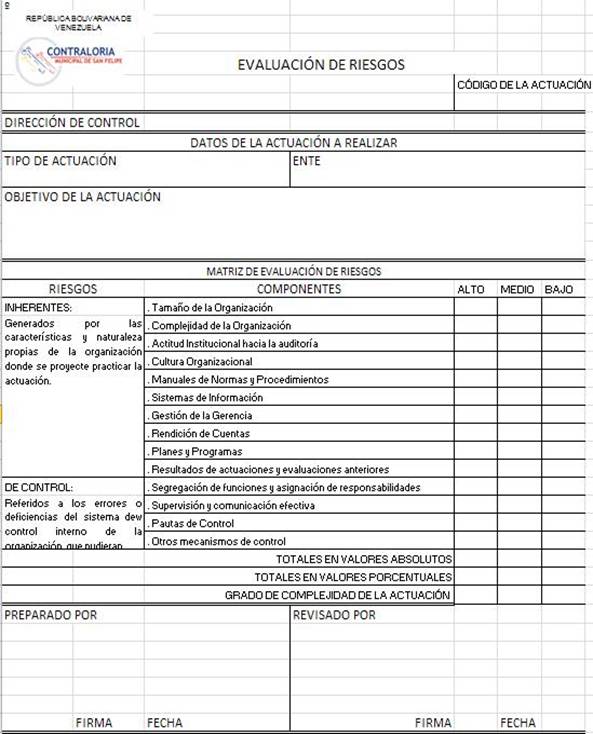 º
REPÚBLICA BOLIVARIANA DE
VENEZUELA
CONTRALORIA
MUNICIPAL DE SAN FELIPE
EVALUACIÓN DE RIESGOS
CÓDIGO DE LA ACTUACIÓN
DIRECCIÓN DE CONTROL
DATOS DE LA ACTUACIÓN A REALIZAR
TIPO DE ACTUACIÓN ENTE
OBJETIVO DE LA ACTUACIÓN
MATRIZ DE EVALUACIÓN DE RIESGOS
RIESGOS COMPONENTES ALTO MEDIO BAJO
INHERENTES:
Generados por las
características y naturaleza
propias de la organización
donde se proyecte practicar la
actuación.
. Tamaño de la Organización
. Complejidad de la Organización
. Actitud Institucional hacia la auditoría
. Cultura Organizacional
. Manuales de Normas y Procedimientos
. Sistemas de Información
. Gestión de la Gerencia
. Rendición de Cuentas
. Planes y Programas
. Resultados de actuaciones y evaluaciones anteriores
DE CONTROL:
Referidos a los errores o
deficiencias del sistema dew
control interno de la
organización que pudieran
. Segregación de funciones y asignación de responsabilidades
. Supervisión y comunicación efectiva
. Pautas de Control
. Otros mecanismos de control
TOTALES EN VALORES ABSOLUTOS
TOTALES EN VALORES PORCENTUALES
GRADO DE COMPLEJIDAD DE LA ACTUACIÓN
PREPARADO POR REVISADO POR
FIRMA FECHA FIRMA FECHA